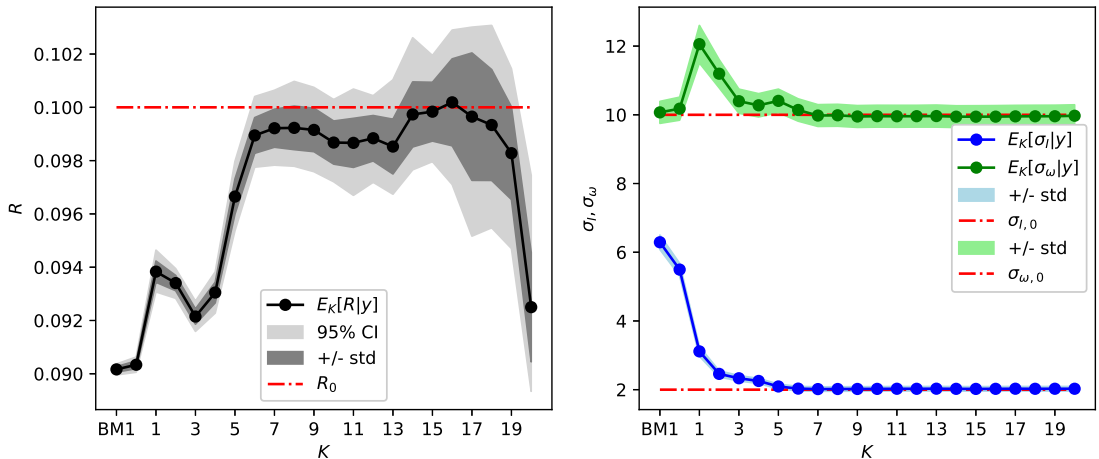 0.102
0.100
0.098
0.096
0.094
0.092
0.090
R
E_K[R|y]
95% CI
+/- std
R_0
BM1 1 3 5 7 9 11 13 15 17 19
K
12
10
8
6
4
2
σ_I, σ_ω
E_K[σ_I|y]
E_K[σ_ω|y]
+/- std
σ_{I,0}
+/- std
σ_{ω,0}
BM1 1 3 5 7 9 11 13 15 17 19
K